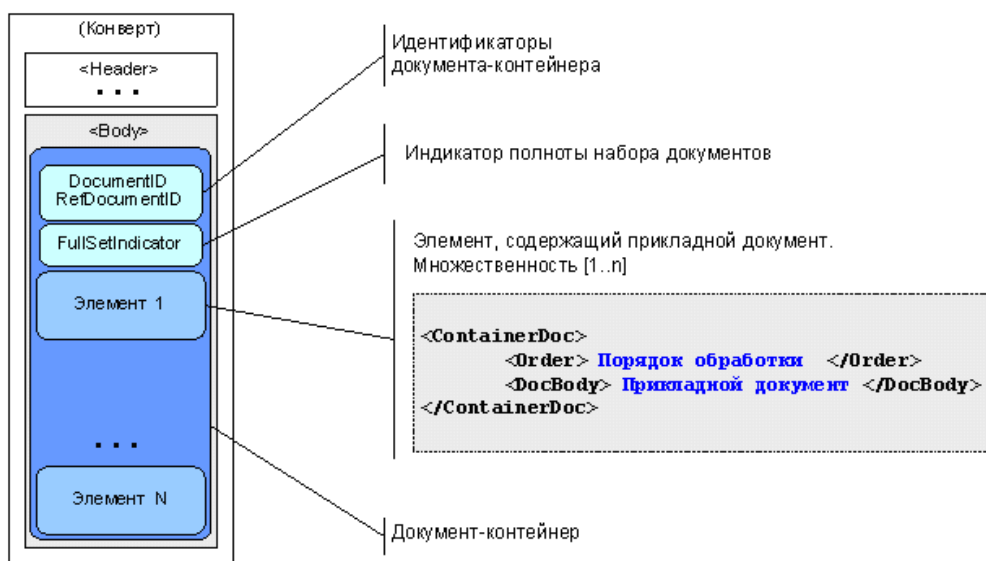 (Конверт)
<Header>
...
<Body>
DocumentID
RefDocumentID
FullSetIndicator
Элемент 1
...
Элемент N
Идентификаторы
документа-контейнера
Индикатор полноты набора документов
Элемент, содержащий прикладной документ.
Множественность [1..n]
<ContainerDoc>
<Order> Порядок обработки </Order>
<DocBody> Прикладной документ </DocBody>
</ContainerDoc>
Документ-контейнер